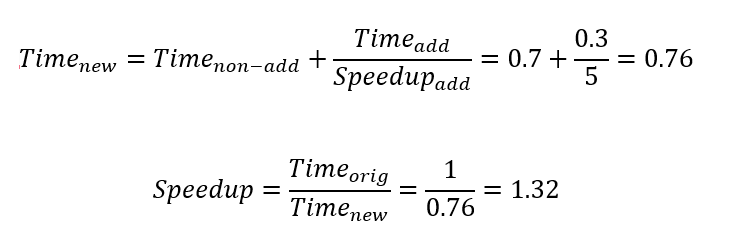 Time_new = Time_non−add + Time_add / Speedup_add = 0.7 + 0.3 / 5 = 0.76
Speedup = Time_orig / Time_new = 1 / 0.76 = 1.32